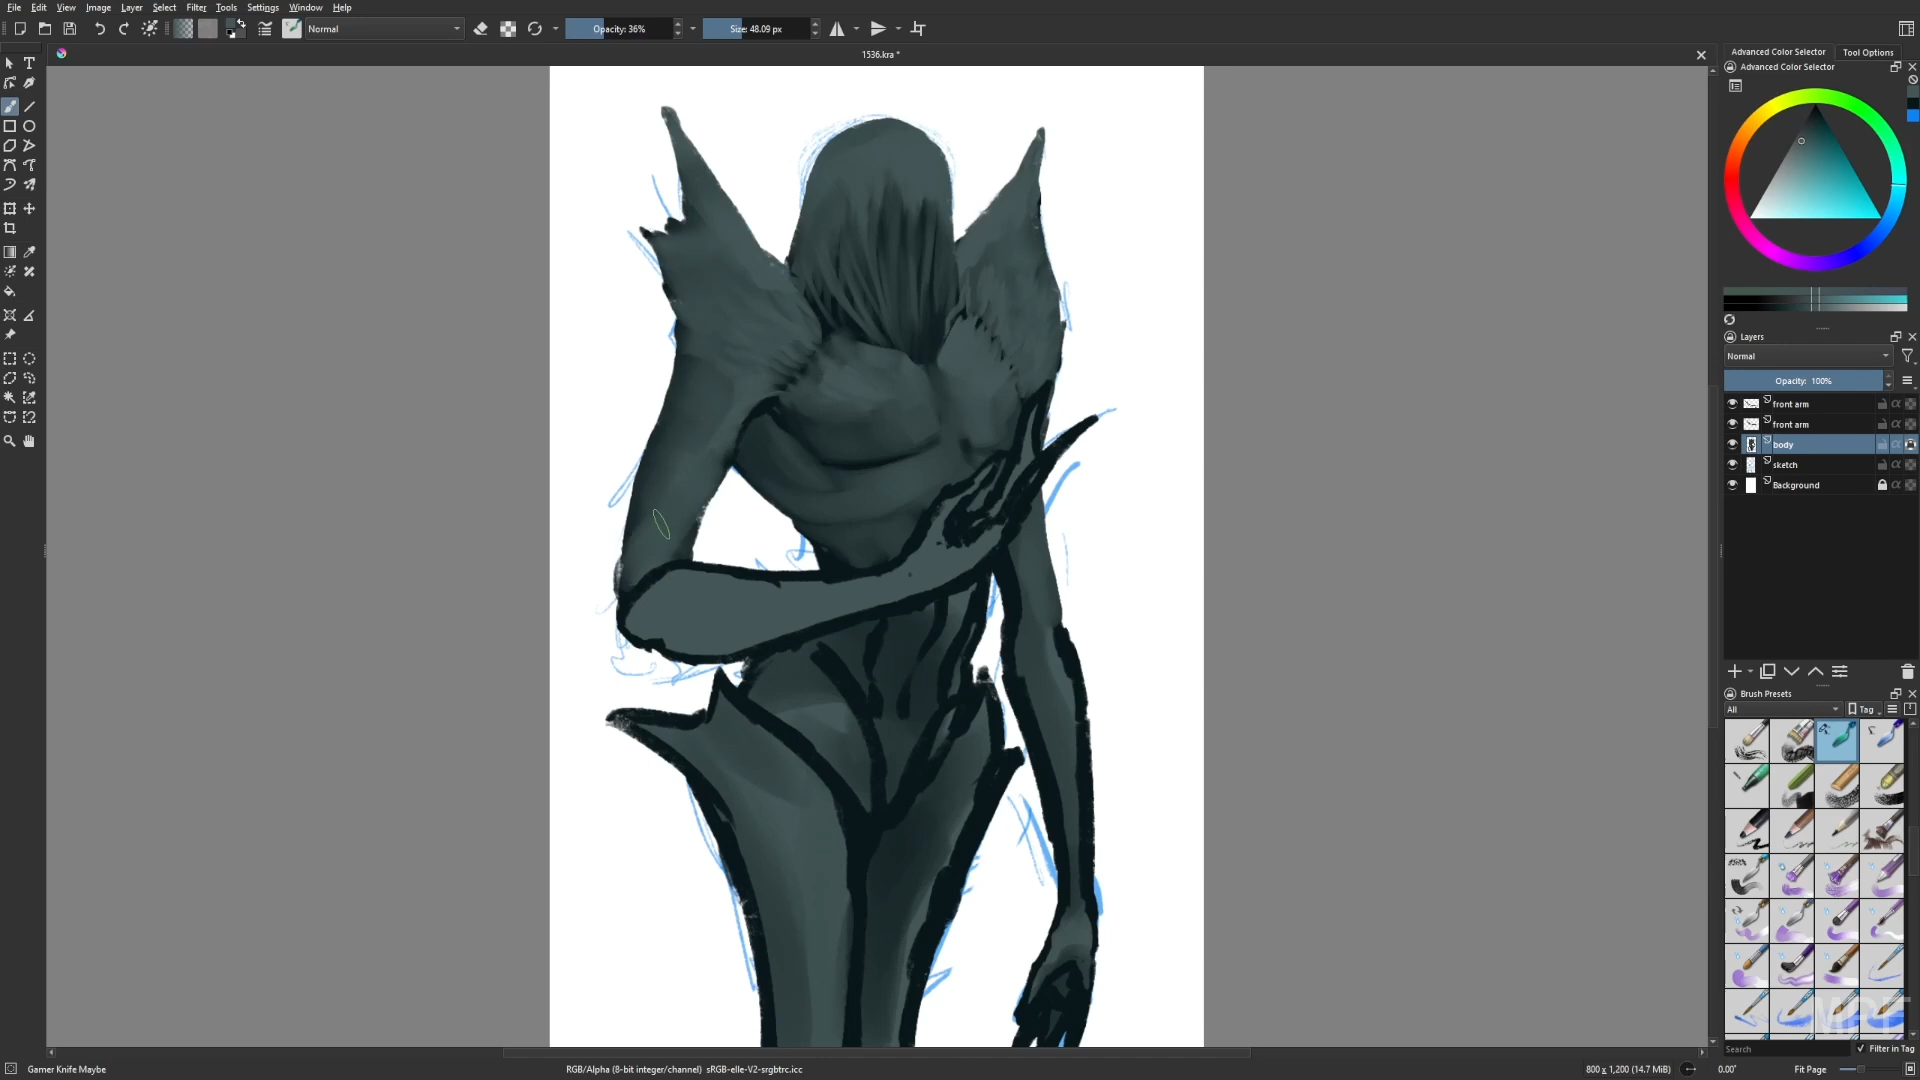 File Edit View Image Layer Select Filter Tools Settings Window Help
Normal Opacity: 36% Size: 48.09 px
1536.kra *
Advanced Color Selector Tool Options
Advanced Color Selector
Layers
Normal
Opacity: 100%
front arm
front arm
body
sketch
Background
Brush Presets
All Tag
Search Filter in Tag
Gamer Knife Maybe RGB/Alpha (8-bit integer/channel) sRGB-elle-V2-srgbtrc.icc 800 x 1,200 (14.7 MiB) 0.00° Fit Page